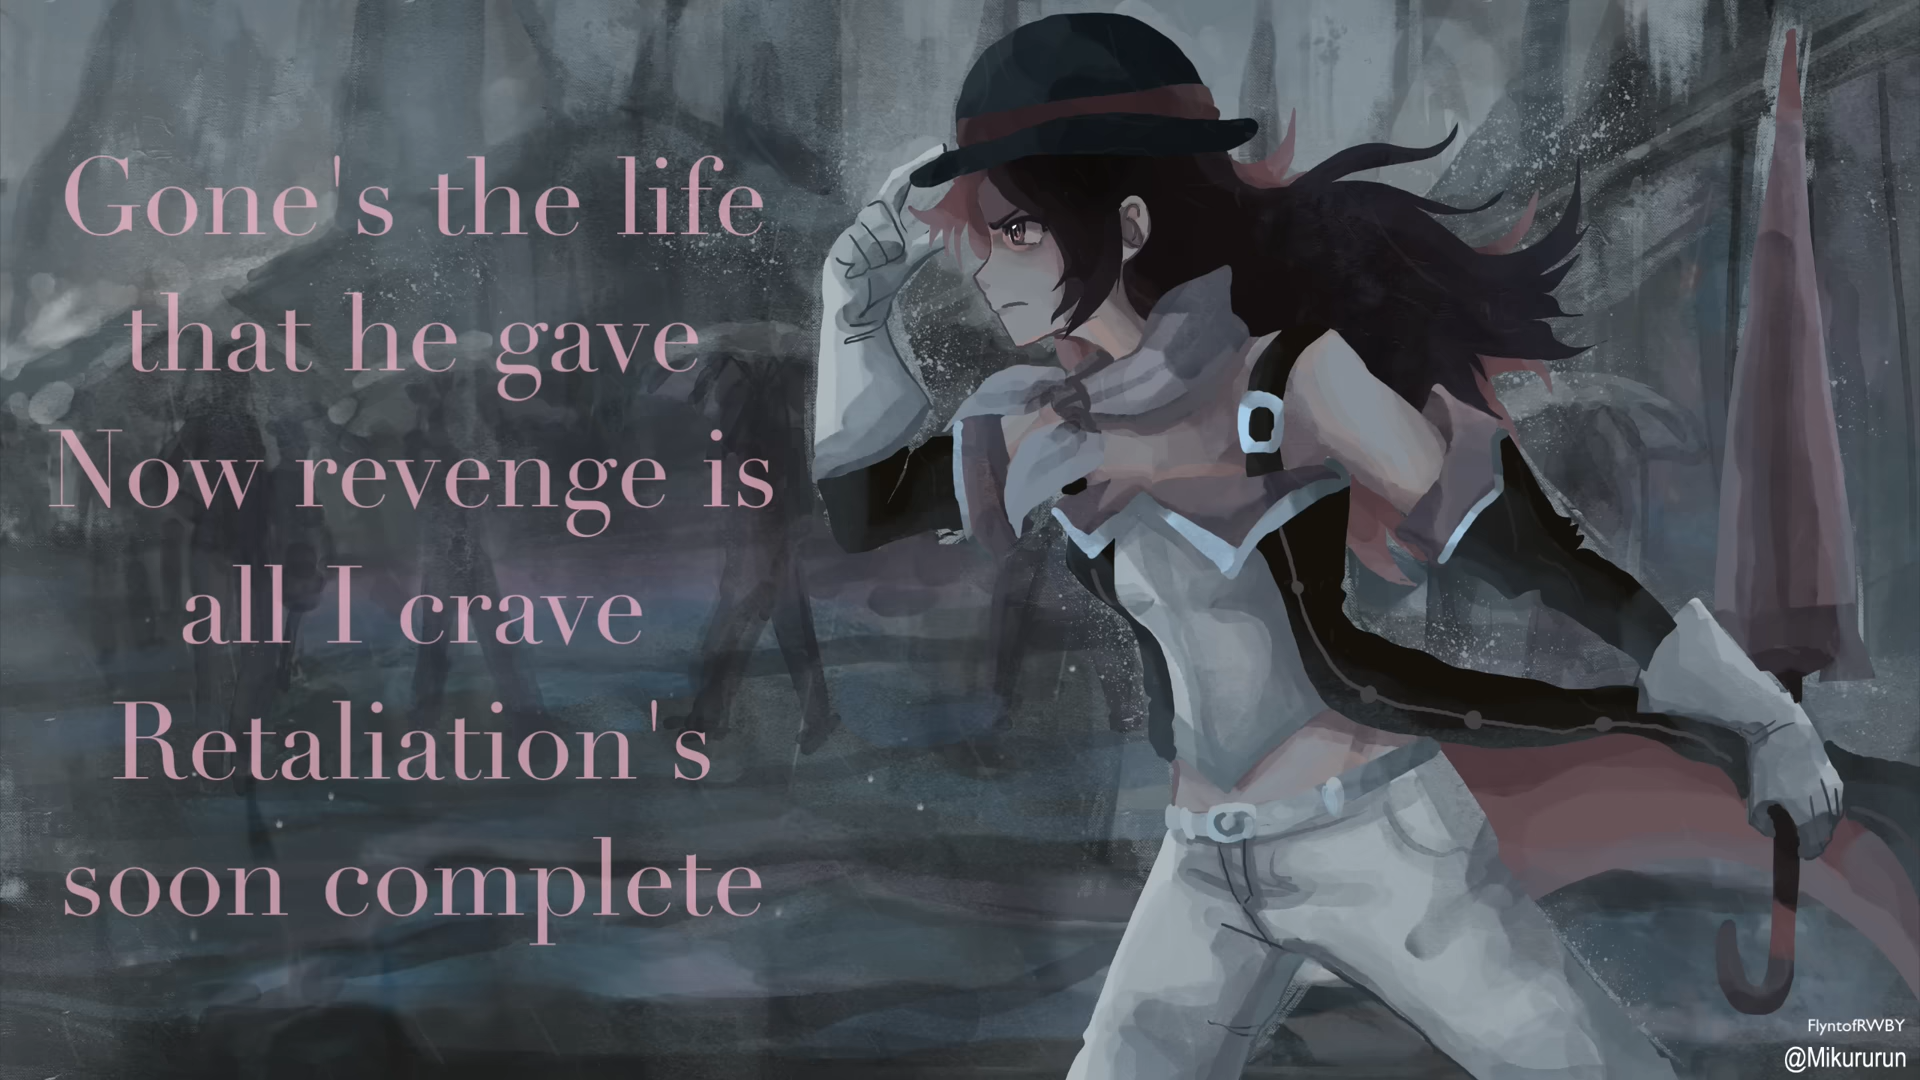 Gone's the life
that he gave
Now revenge is
all I crave
Retaliation's
soon complete
FlyntofRWBY
@Mikururun